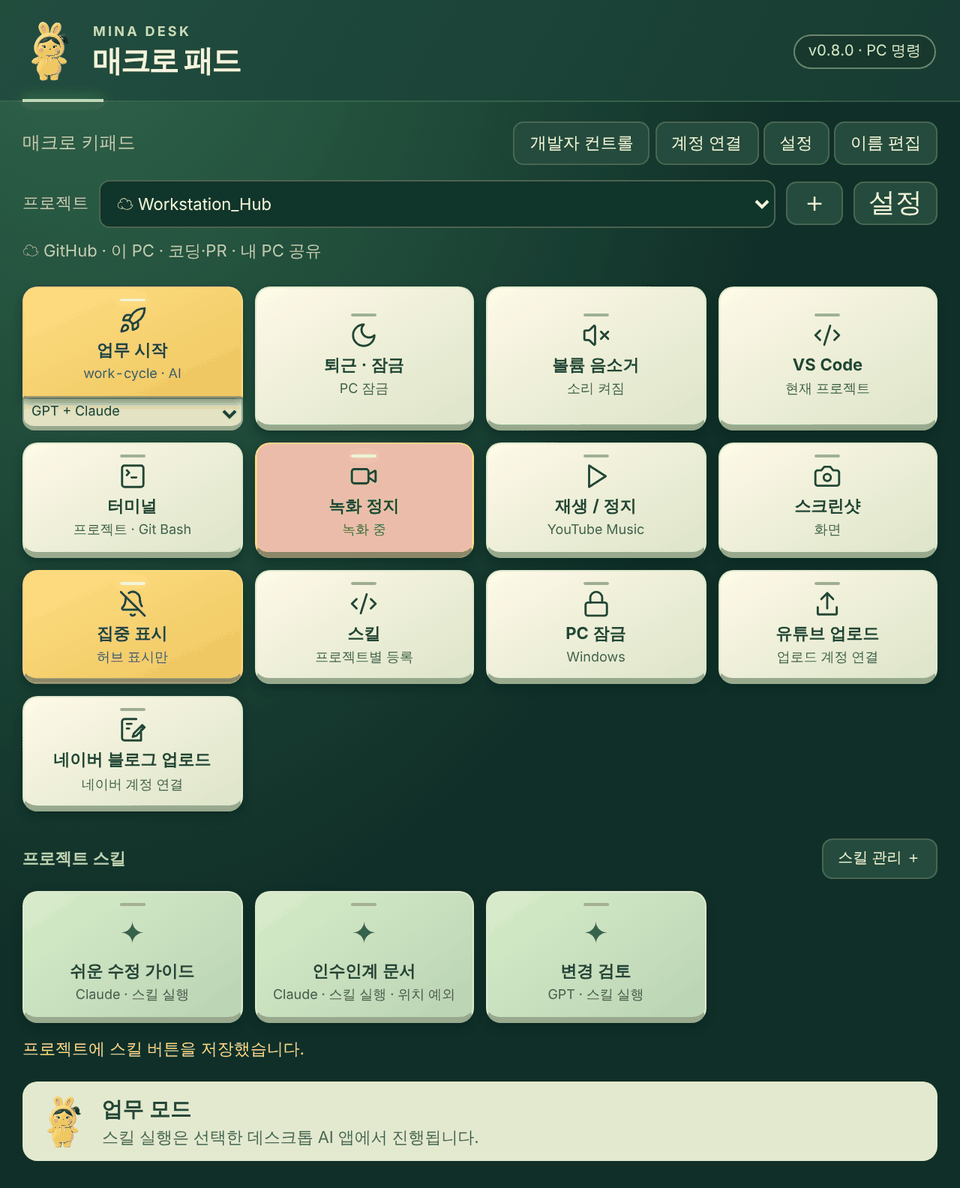 MINA DESK
매크로 패드
v0.8.0 · PC 명령
매크로 키패드
개발자 컨트롤
계정 연결
설정
이름 편집
프로젝트
Workstation_Hub
+
설정
GitHub · 이 PC · 코딩·PR · 내 PC 공유
업무 시작
work-cycle · AI
GPT + Claude
퇴근 · 잠금
PC 잠금
볼륨 음소거
소리 켜짐
VS Code
현재 프로젝트
터미널
프로젝트 · Git Bash
녹화 정지
녹화 중
재생 / 정지
YouTube Music
스크린샷
화면
집중 표시
허브 표시만
스킬
프로젝트별 등록
PC 잠금
Windows
유튜브 업로드
업로드 계정 연결
네이버 블로그 업로드
네이버 계정 연결
프로젝트 스킬
스킬 관리 +
쉬운 수정 가이드
Claude · 스킬 실행
인수인계 문서
Claude · 스킬 실행 · 위치 예외
변경 검토
GPT · 스킬 실행
프로젝트에 스킬 버튼을 저장했습니다.
업무 모드
스킬 실행은 선택한 데스크톱 AI 앱에서 진행됩니다.